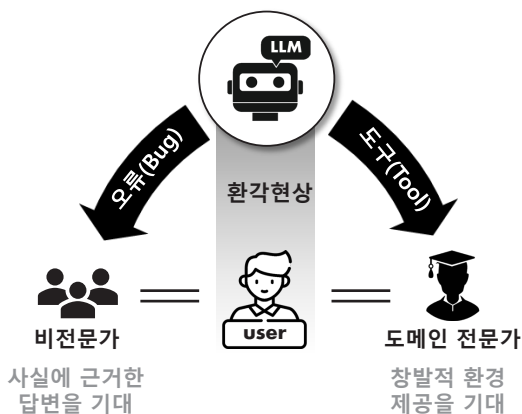 LLM
오류(Bug)
도구(Tool)
환각현상
user
비전문가
도메인 전문가
사실에 근거한
답변을 기대
창발적 환경
제공을 기대